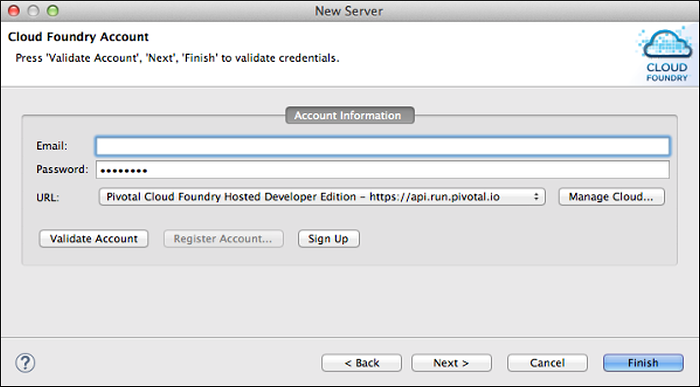 New Server
Cloud Foundry Account
Press 'Validate Account', 'Next', 'Finish' to validate credentials.
CLOUD
FOUNDRY
Account Information
Email:
Password: ••••••••
URL: Pivotal Cloud Foundry Hosted Developer Edition – https://api.run.pivotal.io Manage Cloud...
Validate Account Register Account... Sign Up
? < Back Next > Cancel Finish